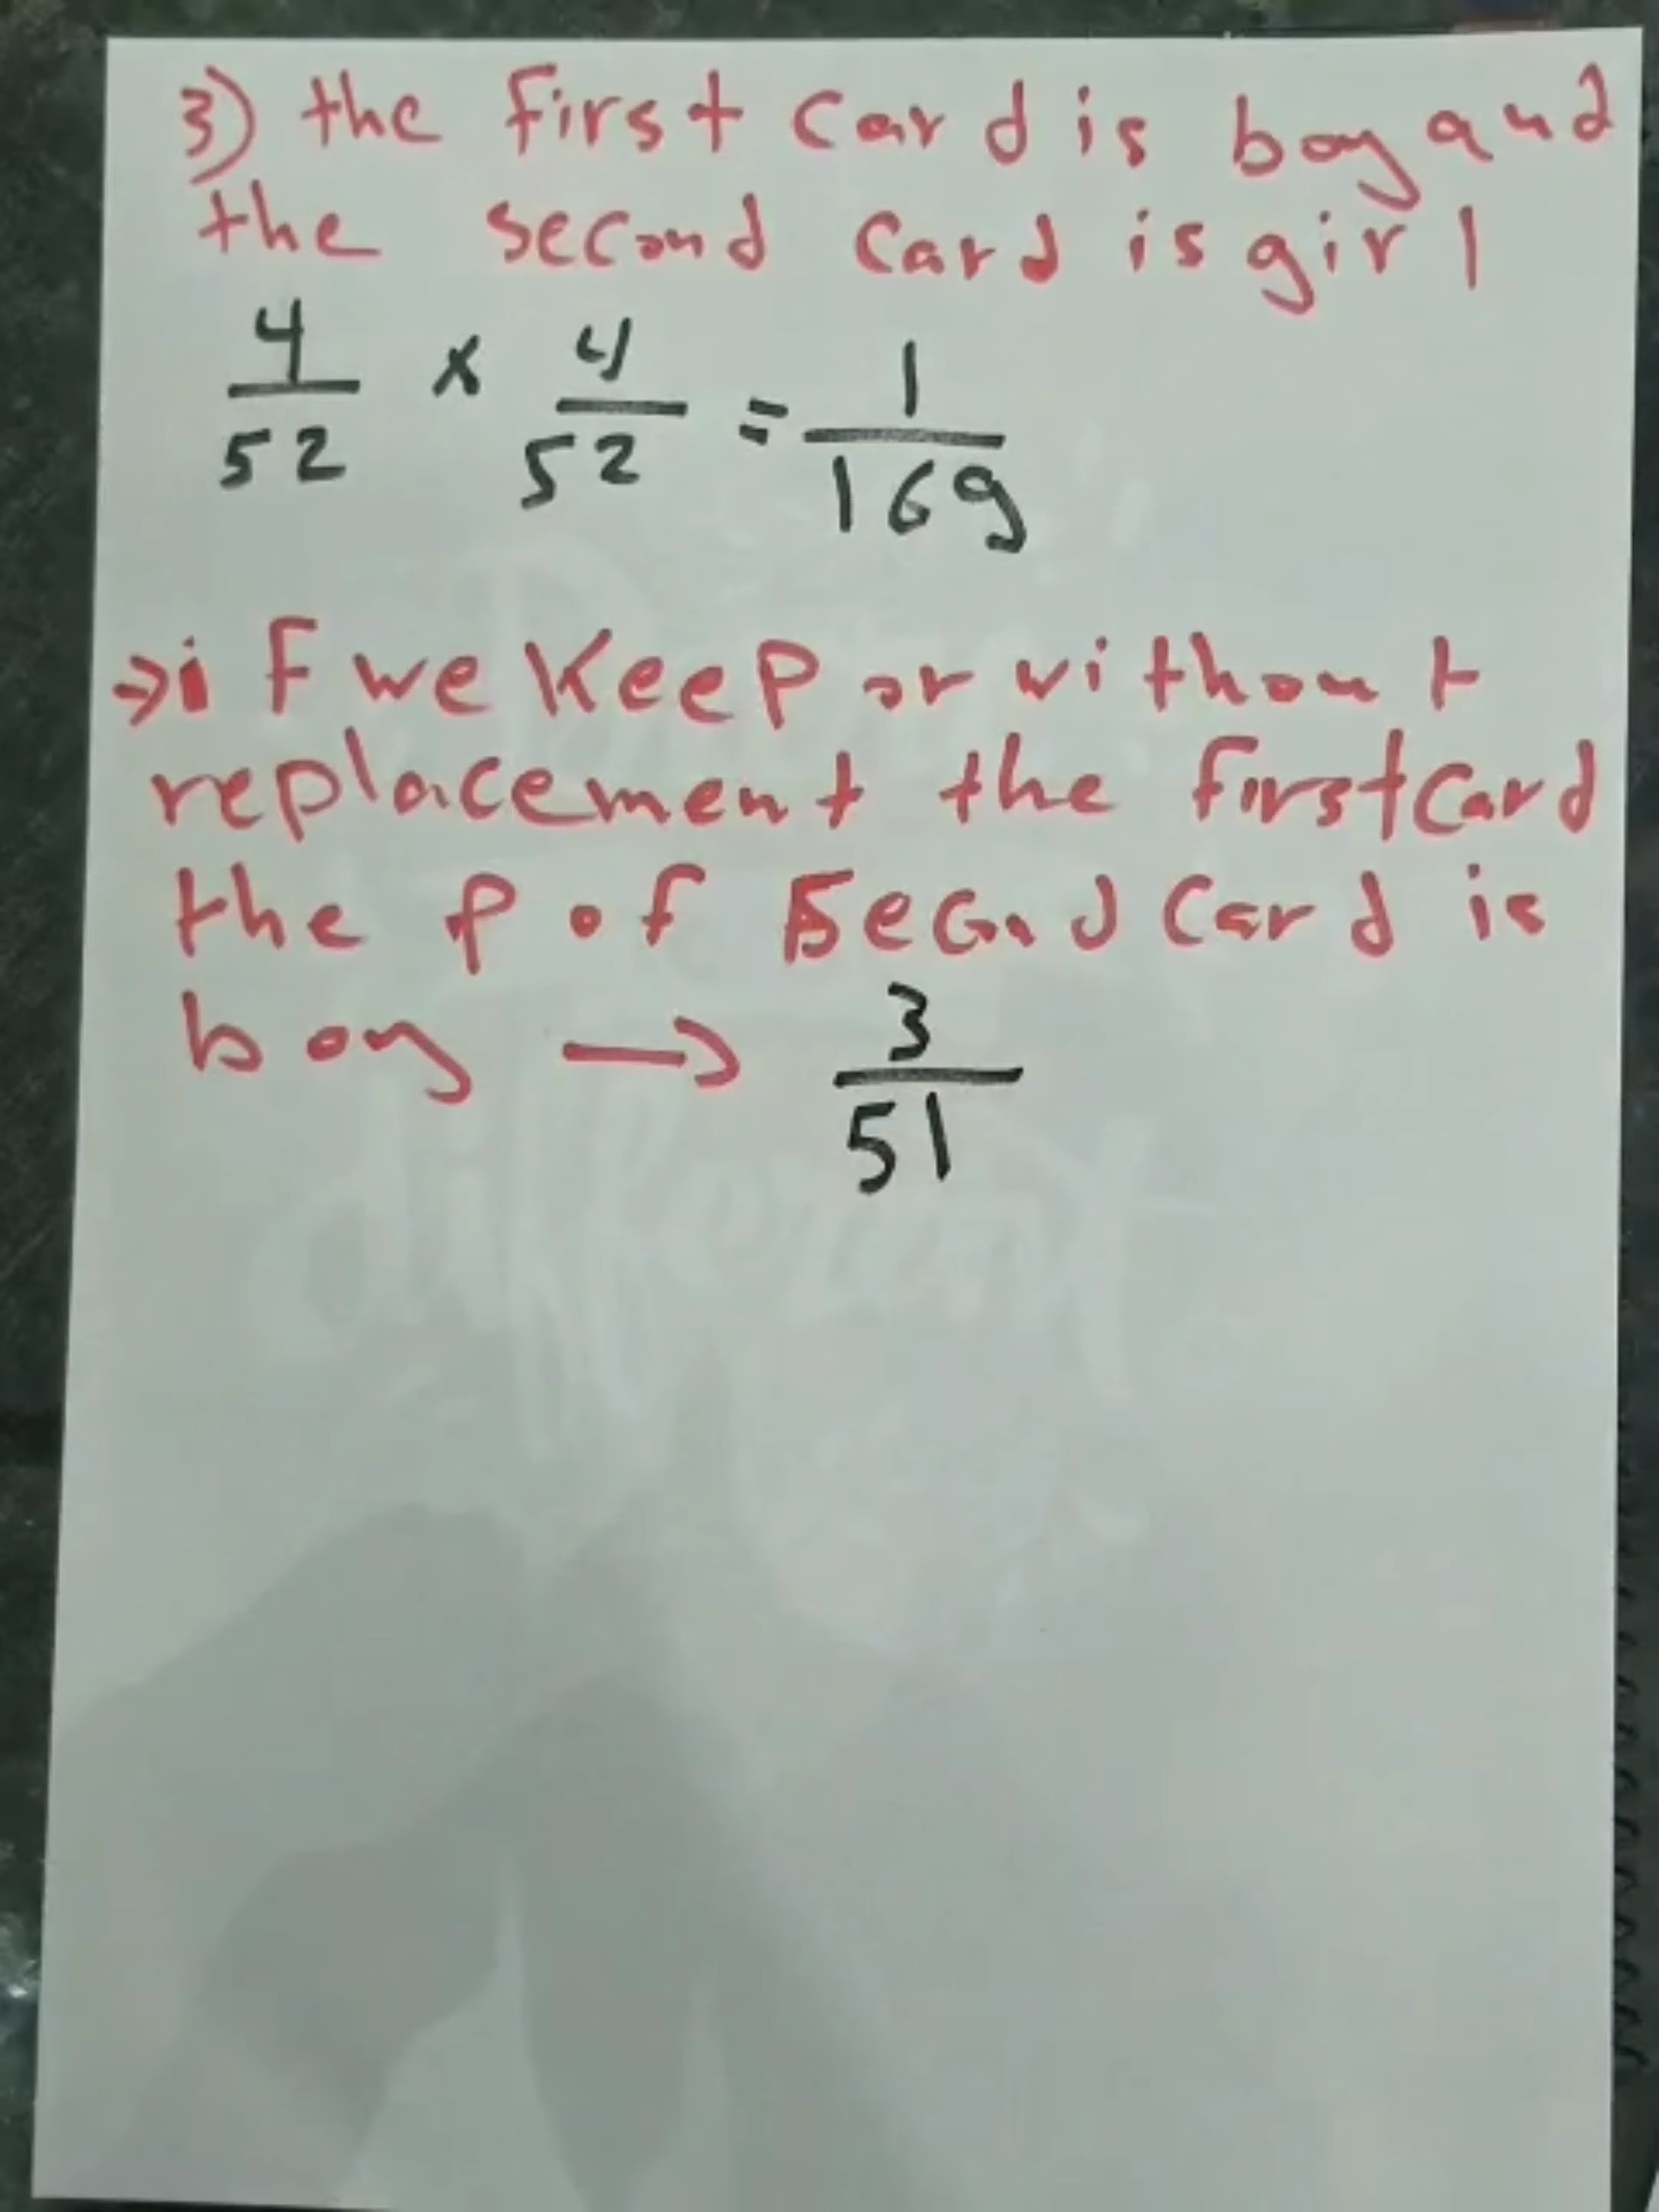 3) the first card is boy and
the second card is girl
4/52 × 4/52 = 1/169
→ if we keep or without
replacement the first card
the p of second card is
boy → 3/51